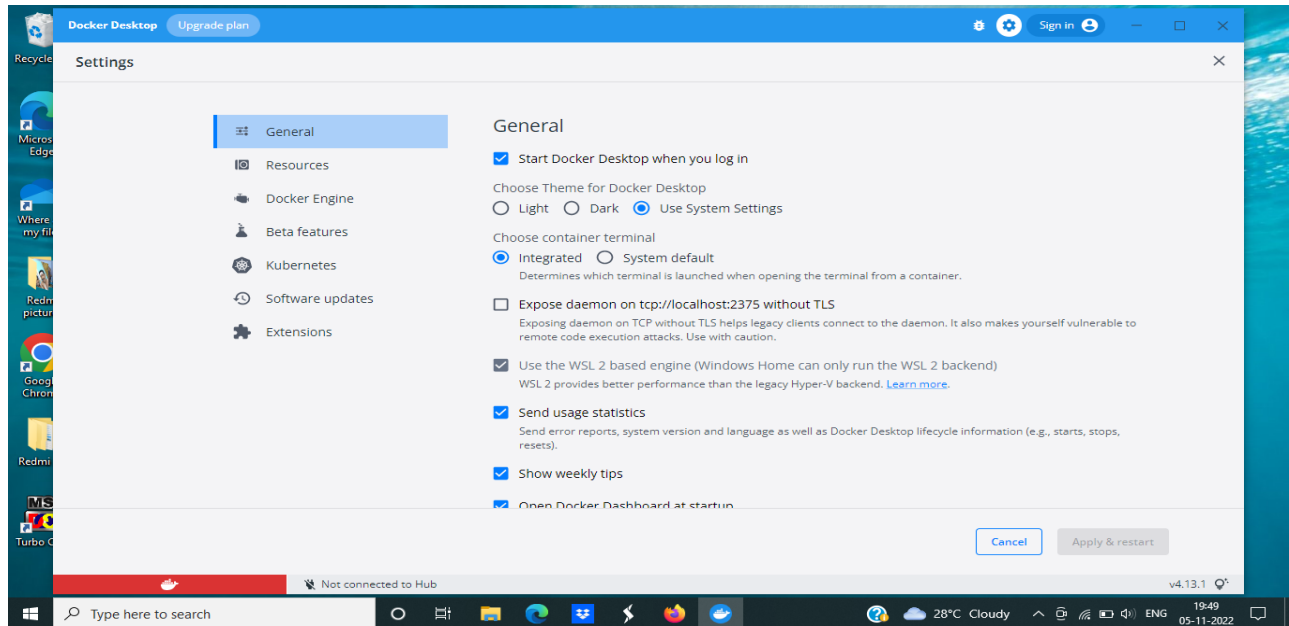 Docker Desktop Upgrade plan Sign in
Settings
General
Resources
Docker Engine
Beta features
Kubernetes
Software updates
Extensions
General
Start Docker Desktop when you log in
Choose Theme for Docker Desktop
Light Dark Use System Settings
Choose container terminal
Integrated System default
Determines which terminal is launched when opening the terminal from a container.
Expose daemon on tcp://localhost:2375 without TLS
Exposing daemon on TCP without TLS helps legacy clients connect to the daemon. It also makes yourself vulnerable to
remote code execution attacks. Use with caution.
Use the WSL 2 based engine (Windows Home can only run the WSL 2 backend)
WSL 2 provides better performance than the legacy Hyper-V backend. Learn more.
Send usage statistics
Send error reports, system version and language as well as Docker Desktop lifecycle information (e.g., starts, stops,
resets).
Show weekly tips
Open Docker Dashboard at startup
Cancel Apply & restart
Not connected to Hub v4.13.1
Recycle
Micros
Edge
Where
my fil
Redm
pictur
Googl
Chrom
Redmi
MS
Turbo C
Type here to search 28°C Cloudy ENG
19:49
05-11-2022